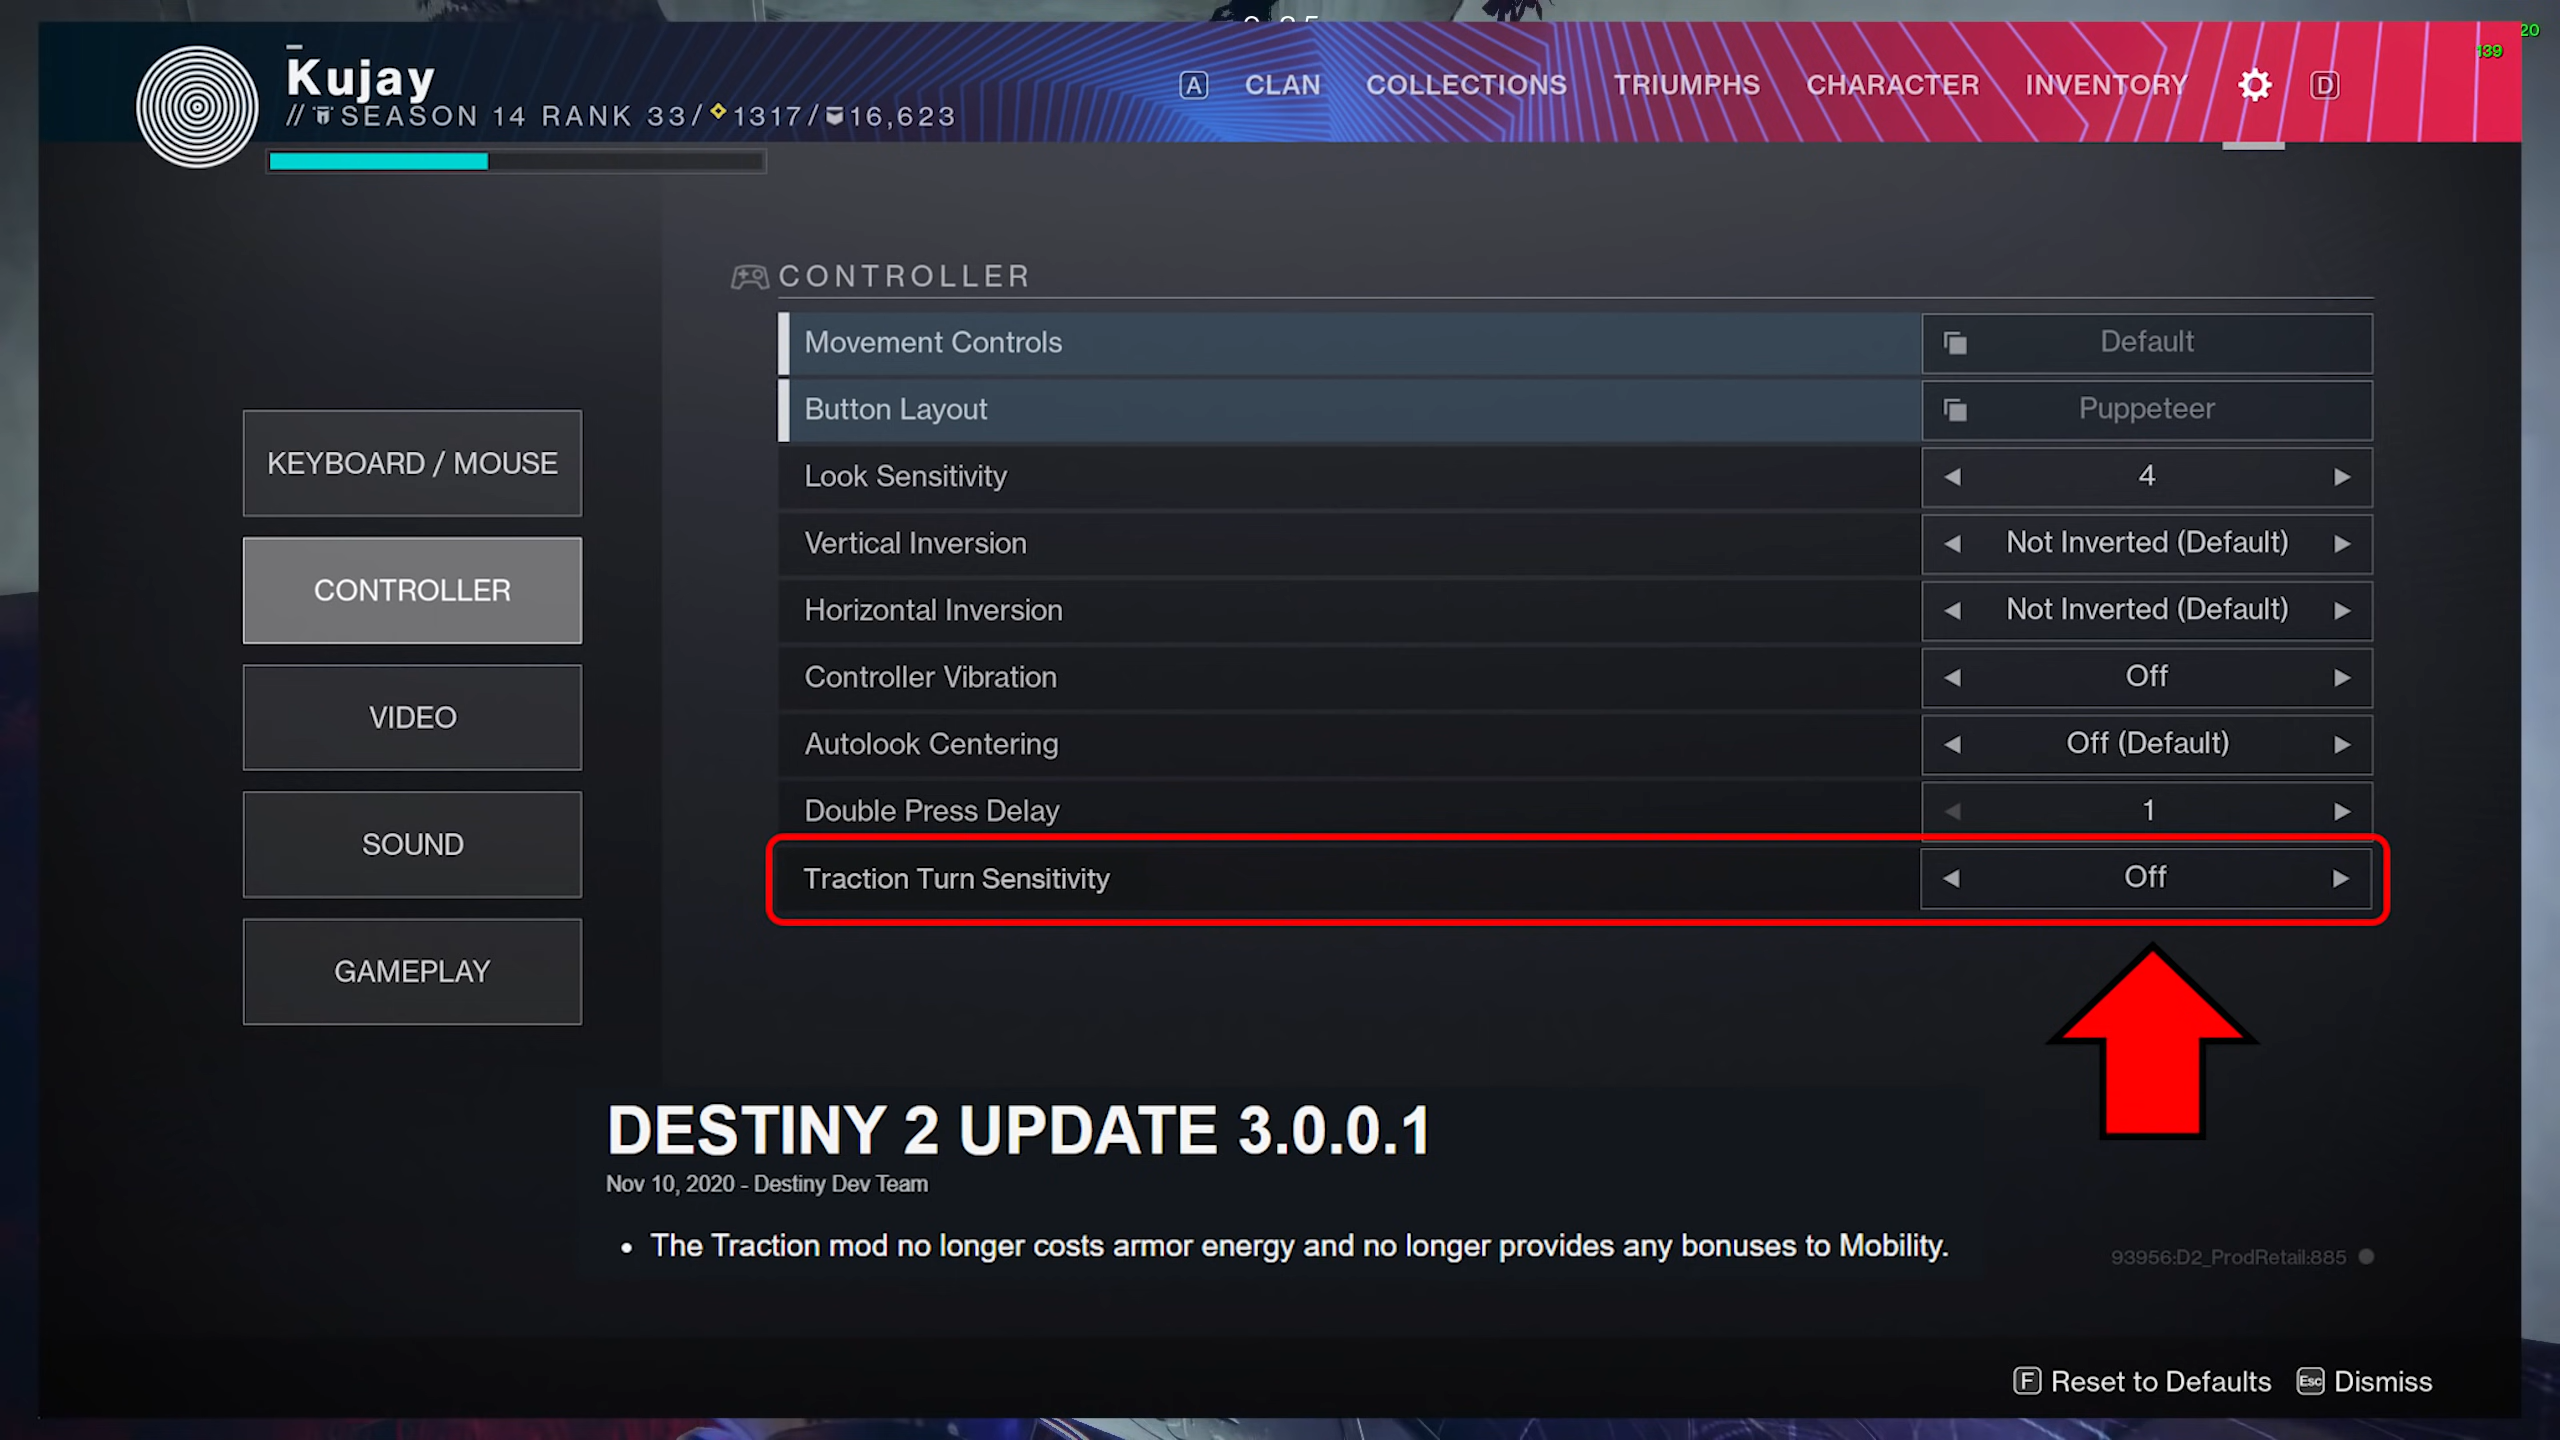 20
139
Kujay
// SEASON 14 RANK 33/1317/16,623
A CLAN COLLECTIONS TRIUMPHS CHARACTER INVENTORY D
CONTROLLER
Movement Controls Default
Button Layout Puppeteer
Look Sensitivity 4
Vertical Inversion Not Inverted (Default)
Horizontal Inversion Not Inverted (Default)
Controller Vibration Off
Autolook Centering Off (Default)
Double Press Delay 1
Traction Turn Sensitivity Off
KEYBOARD / MOUSE
CONTROLLER
VIDEO
SOUND
GAMEPLAY
DESTINY 2 UPDATE 3.0.0.1
Nov 10, 2020 - Destiny Dev Team
• The Traction mod no longer costs armor energy and no longer provides any bonuses to Mobility.
93956:D2_ProdRetail:885
F Reset to Defaults Esc Dismiss